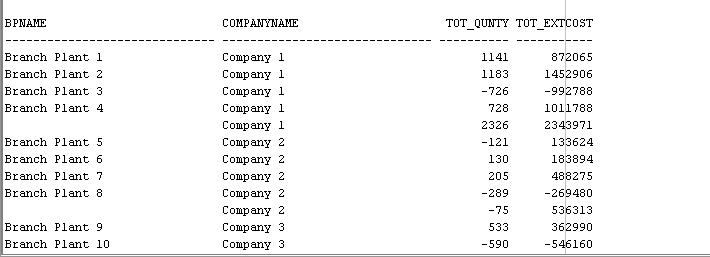 BPNAME COMPANYNAME TOT_QUNTY TOT_EXTCOST
------------------------------ ------------------------------ ---------- -----------
Branch Plant 1 Company 1 1141 872065
Branch Plant 2 Company 1 1183 1452906
Branch Plant 3 Company 1 -726 -992788
Branch Plant 4 Company 1 728 1011788
Company 1 2326 2343971
Branch Plant 5 Company 2 -121 133624
Branch Plant 6 Company 2 130 183894
Branch Plant 7 Company 2 205 488275
Branch Plant 8 Company 2 -289 -269480
Company 2 -75 536313
Branch Plant 9 Company 3 533 362990
Branch Plant 10 Company 3 -590 -546160